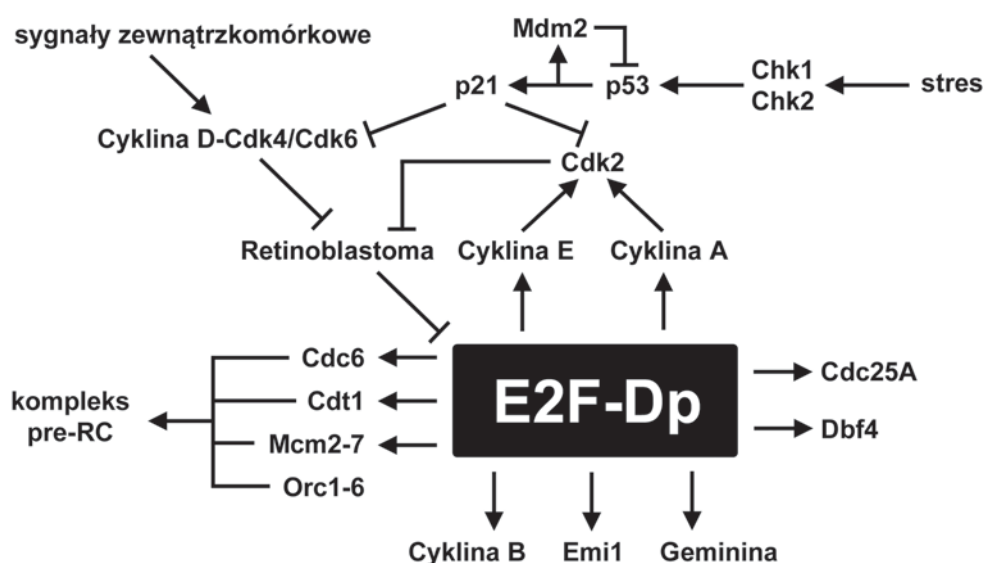 sygnały zewnątrzkomórkowe
Mdm2
p21
p53
Chk1
Chk2
stres
Cyklina D-Cdk4/Cdk6
Cdk2
Retinoblastoma
Cyklina E
Cyklina A
Cdc6
Cdt1
Mcm2-7
Orc1-6
kompleks
pre-RC
E2F-Dp
Cdc25A
Dbf4
Cyklina B
Emi1
Geminina